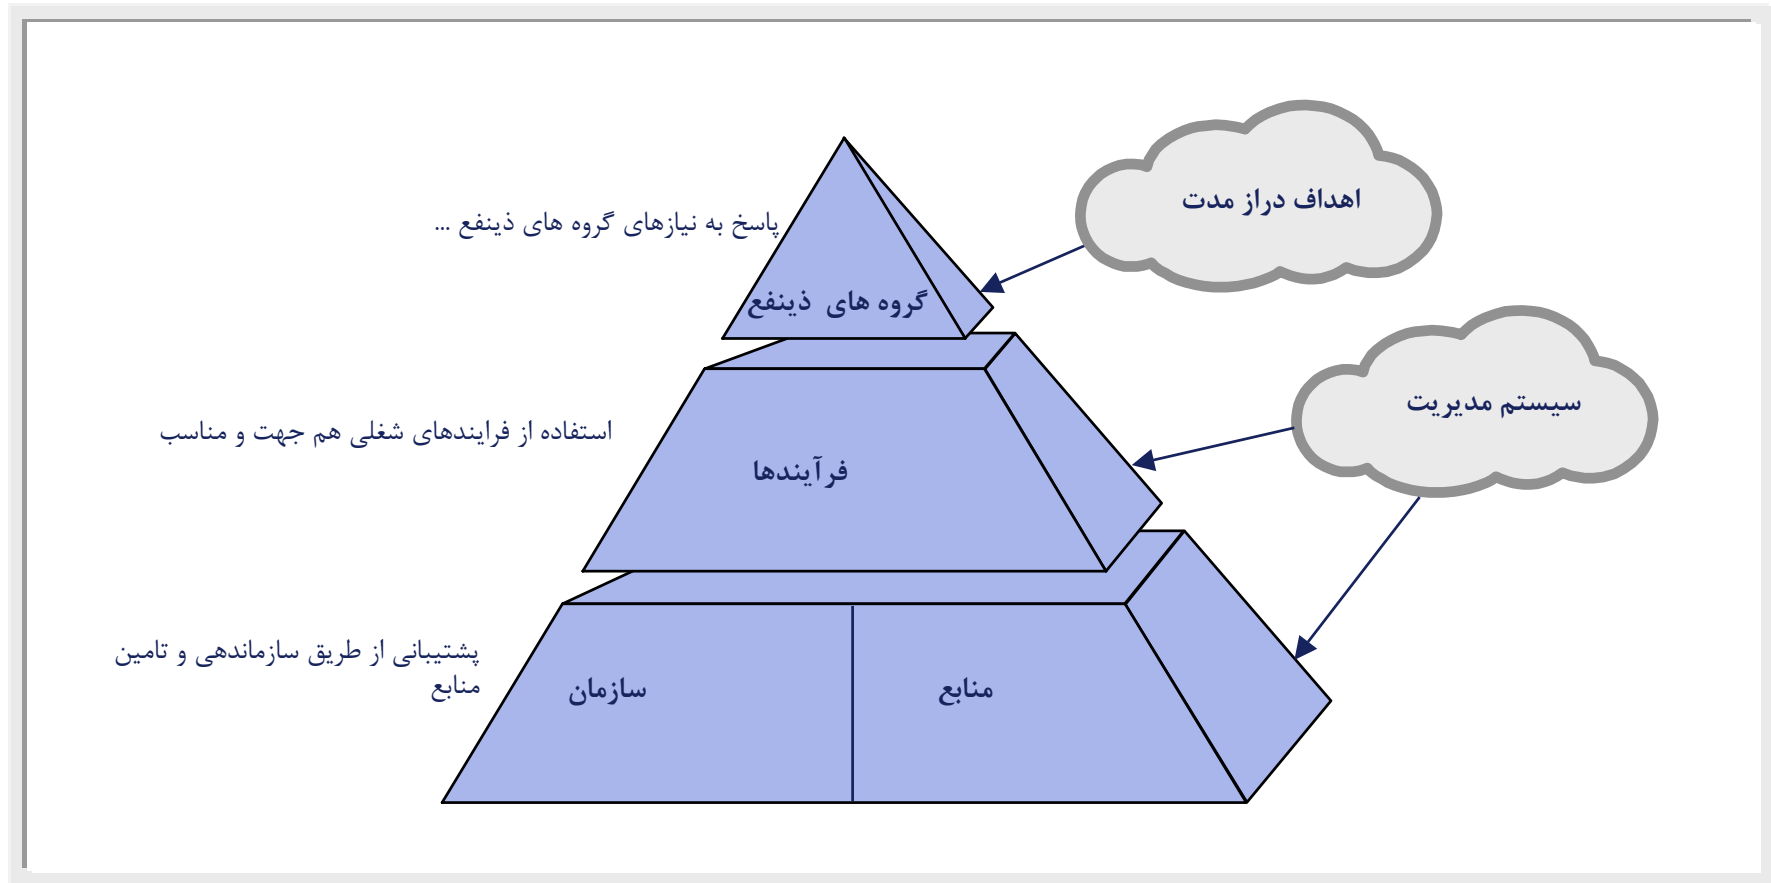 اهداف دراز مدت
پاسخ به نیازهای گروه های ذینفع ...
گروه های ذینفع
سیستم مدیریت
استفاده از فرایندهای شغلی هم جهت و مناسب
فرآیندها
پشتیبانی از طریق سازماندهی و تامین
منابع
منابع
سازمان